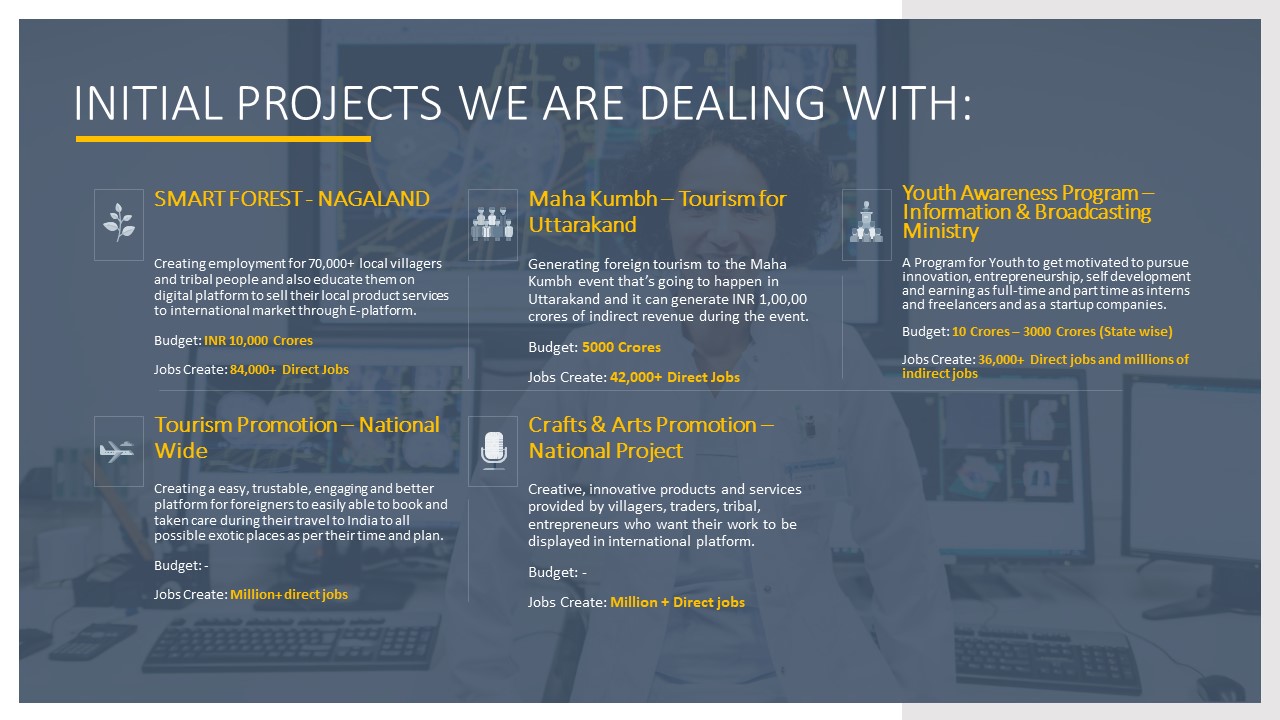 INITIAL PROJECTS WE ARE DEALING WITH:
SMART FOREST - NAGALAND
Creating employment for 70,000+ local villagers
and tribal people and also educate them on
digital platform to sell their local product services
to international market through E-platform.
Budget: INR 10,000 Crores
Jobs Create: 84,000+ Direct Jobs
Maha Kumbh – Tourism for
Uttarakand
Generating foreign tourism to the Maha
Kumbh event that's going to happen in
Uttarakand and it can generate INR 1,00,00
crores of indirect revenue during the event.
Budget: 5000 Crores
Jobs Create: 42,000+ Direct Jobs
Youth Awareness Program –
Information & Broadcasting
Ministry
A Program for Youth to get motivated to pursue
innovation, entrepreneurship, self development
and earning as full-time and part time as interns
and freelancers and as a startup companies.
Budget: 10 Crores – 3000 Crores (State wise)
Jobs Create: 36,000+ Direct jobs and millions of
indirect jobs
Tourism Promotion – National
Wide
Creating a easy, trustable, engaging and better
platform for foreigners to easily able to book and
taken care during their travel to India to all
possible exotic places as per their time and plan.
Budget: -
Jobs Create: Million+ direct jobs
Crafts & Arts Promotion –
National Project
Creative, innovative products and services
provided by villagers, traders, tribal,
entrepreneurs who want their work to be
displayed in international platform.
Budget: -
Jobs Create: Million + Direct jobs